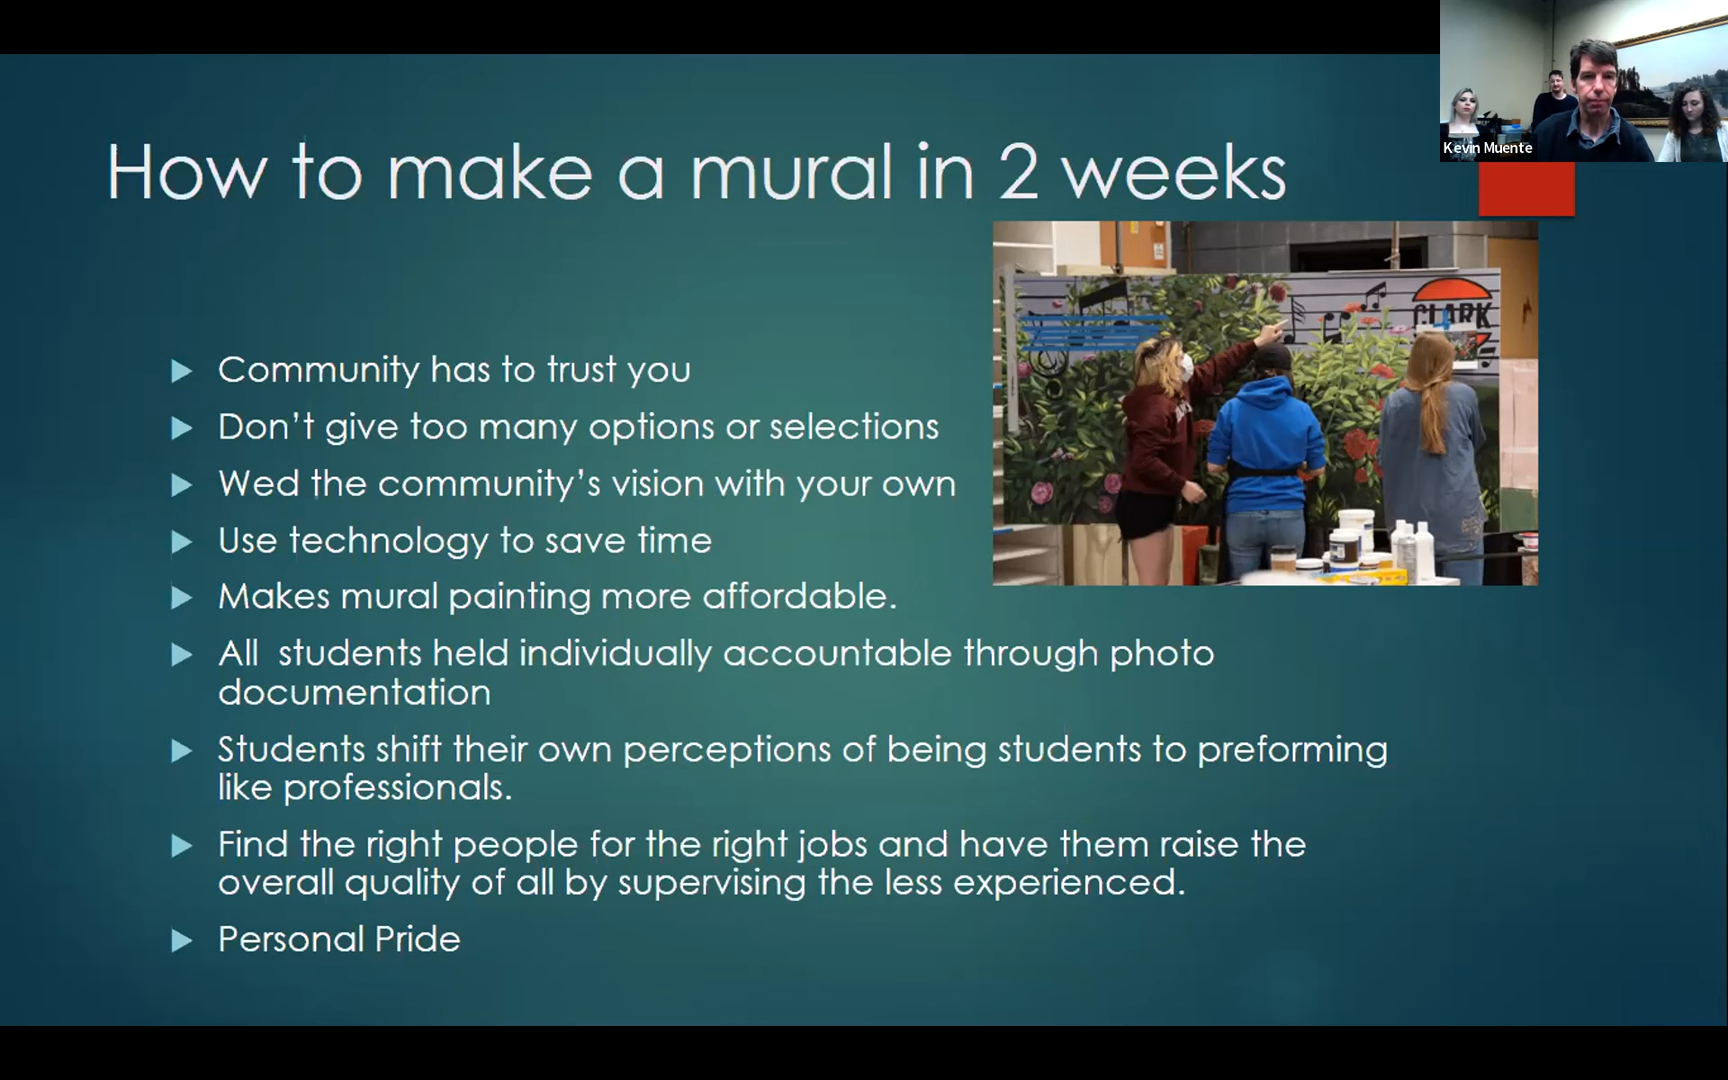 Kevin Muente
How to make a mural in 2 weeks
CLARK
Community has to trust you
Don't give too many options or selections
Wed the community's vision with your own
Use technology to save time
Makes mural painting more affordable.
All students held individually accountable through photo
documentation
Students shift their own perceptions of being students to preforming
like professionals.
Find the right people for the right jobs and have them raise the
overall quality of all by supervising the less experienced.
Personal Pride